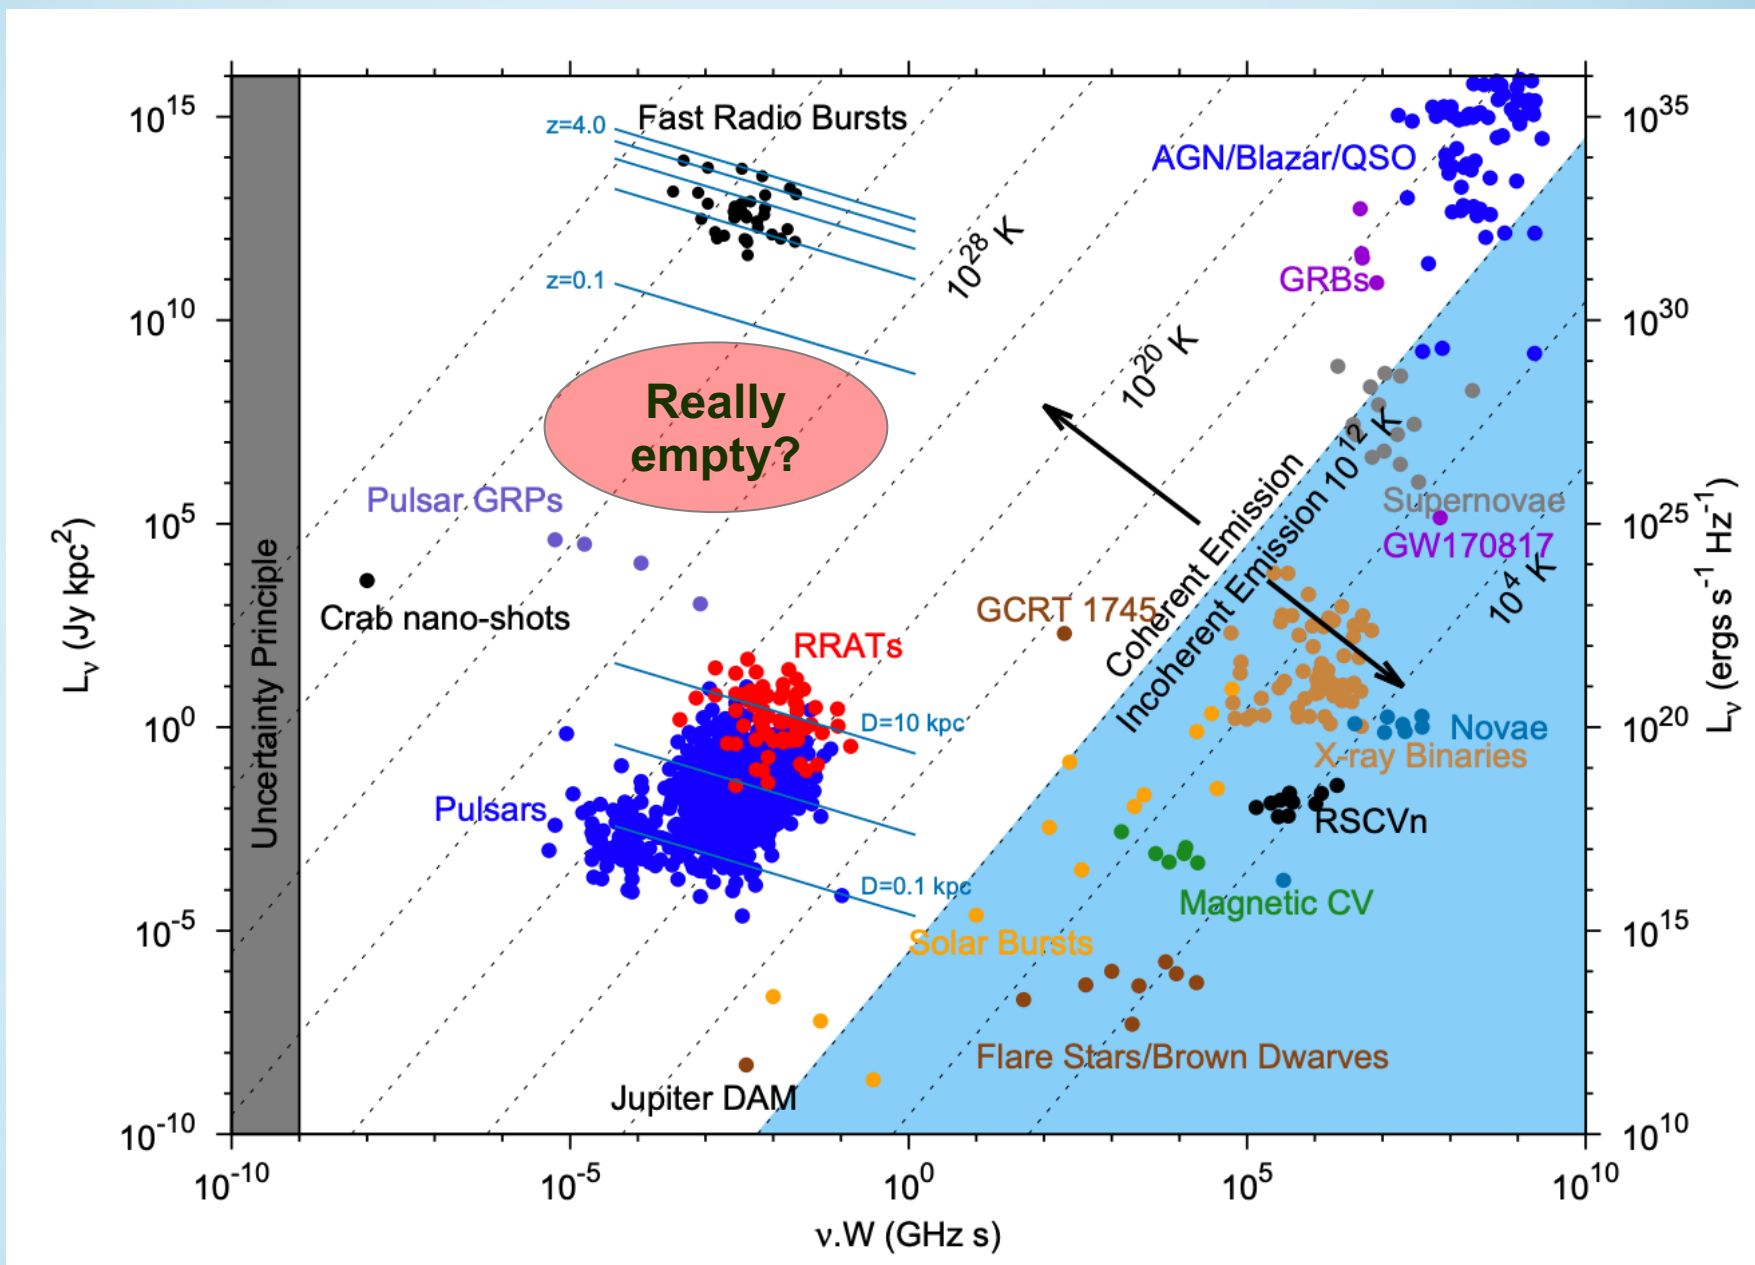 10^15
10^10
10^5
10^0
10^-5
10^-10
L_ν (Jy kpc^2)
Uncertainty Principle
Fast Radio Bursts
z=4.0
z=0.1
Really
empty?
Pulsar GRPs
Crab nano-shots
RRATs
D=10 kpc
Pulsars
D=0.1 kpc
Jupiter DAM
10^28 K
10^20 K
AGN/Blazar/QSO
GRBs
GCRT 1745
Coherent Emission
Incoherent Emission 10^12 K
Supernovae
GW170817
10^4 K
Novae
X-ray Binaries
RSCVn
Magnetic CV
Solar Bursts
Flare Stars/Brown Dwarves
10^35
10^30
10^25
10^20
10^15
10^10
L_ν (ergs s^-1 Hz^-1)
10^-10
10^-5
10^0
10^5
10^10
ν.W (GHz s)